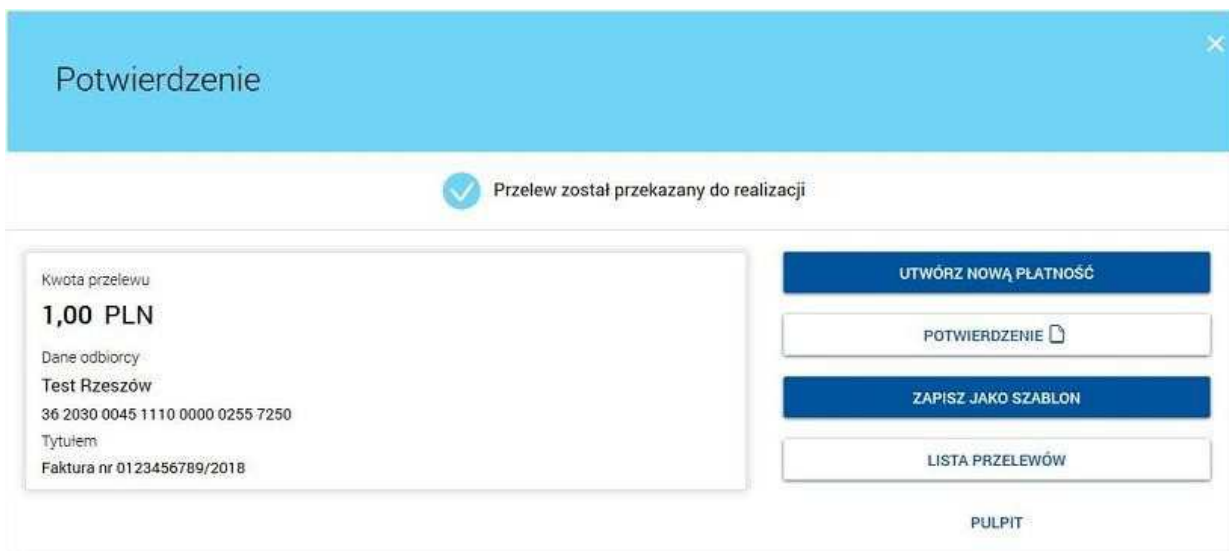 Potwierdzenie
Przelew został przekazany do realizacji
Kwota przelewu
1,00 PLN
Dane odbiorcy
Test Rzeszów
36 2030 0045 1110 0000 0255 7250
Tytułem
Faktura nr 0123456789/2018
UTWÓRZ NOWĄ PŁATNOŚĆ
POTWIERDZENIE
ZAPISZ JAKO SZABLON
LISTA PRZELEWÓW
PULPIT